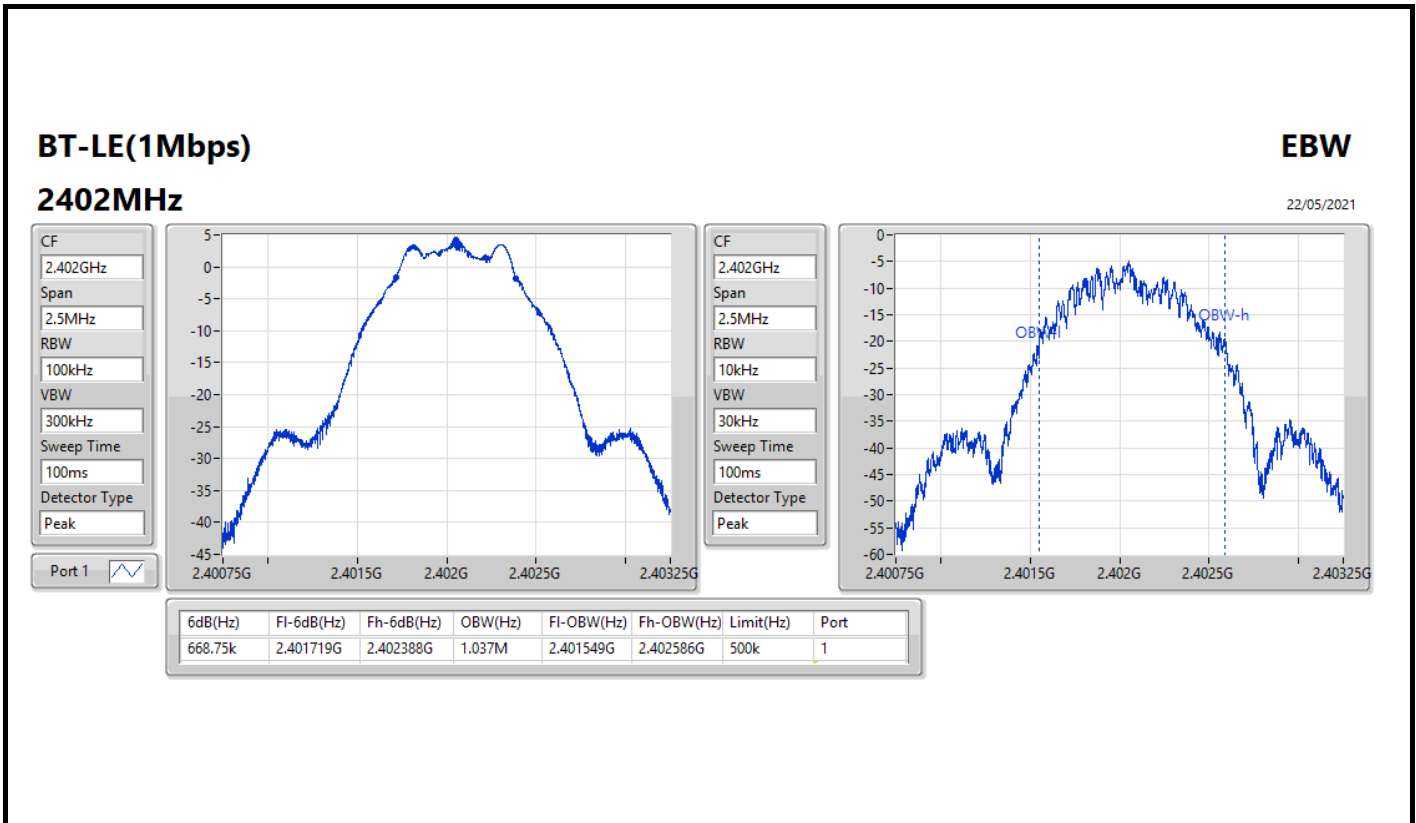 BT-LE(1Mbps)
EBW
2402MHz
22/05/2021
CF
2.402GHz
Span
2.5MHz
RBW
100kHz
VBW
300kHz
Sweep Time
100ms
Detector Type
Peak
Port 1
5
0
-5
-10
-15
-20
-25
-30
-35
-40
-45
2.40075G 2.4015G 2.402G 2.4025G 2.40325G
CF
2.402GHz
Span
2.5MHz
RBW
10kHz
VBW
30kHz
Sweep Time
100ms
Detector Type
Peak
0
-5
-10
-15
-20
-25
-30
-35
-40
-45
-50
-55
-60
OBW-h
2.40075G 2.4015G 2.402G 2.4025G 2.40325G
6dB(Hz) Fl-6dB(Hz) Fh-6dB(Hz) OBW(Hz) Fl-OBW(Hz) Fh-OBW(Hz) Limit(Hz) Port
668.75k 2.401719G 2.402388G 1.037M 2.401549G 2.402586G 500k 1